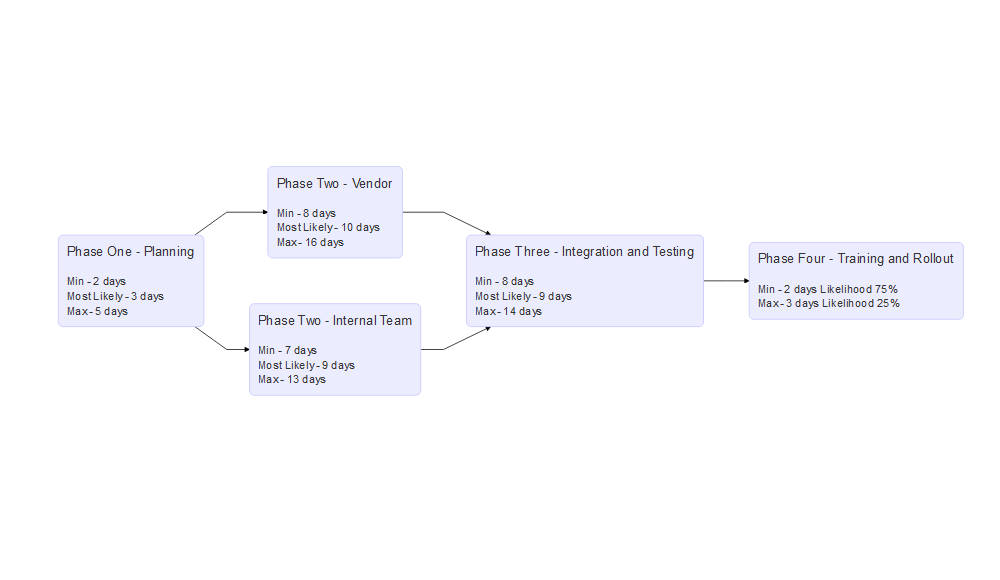 Phase One - Planning
Min - 2 days
Most Likely - 3 days
Max - 5 days
Phase Two - Vendor
Min - 8 days
Most Likely - 10 days
Max - 16 days
Phase Two - Internal Team
Min - 7 days
Most Likely - 9 days
Max - 13 days
Phase Three - Integration and Testing
Min - 8 days
Most Likely - 9 days
Max - 14 days
Phase Four - Training and Rollout
Min - 2 days Likelihood 75%
Max - 3 days Likelihood 25%